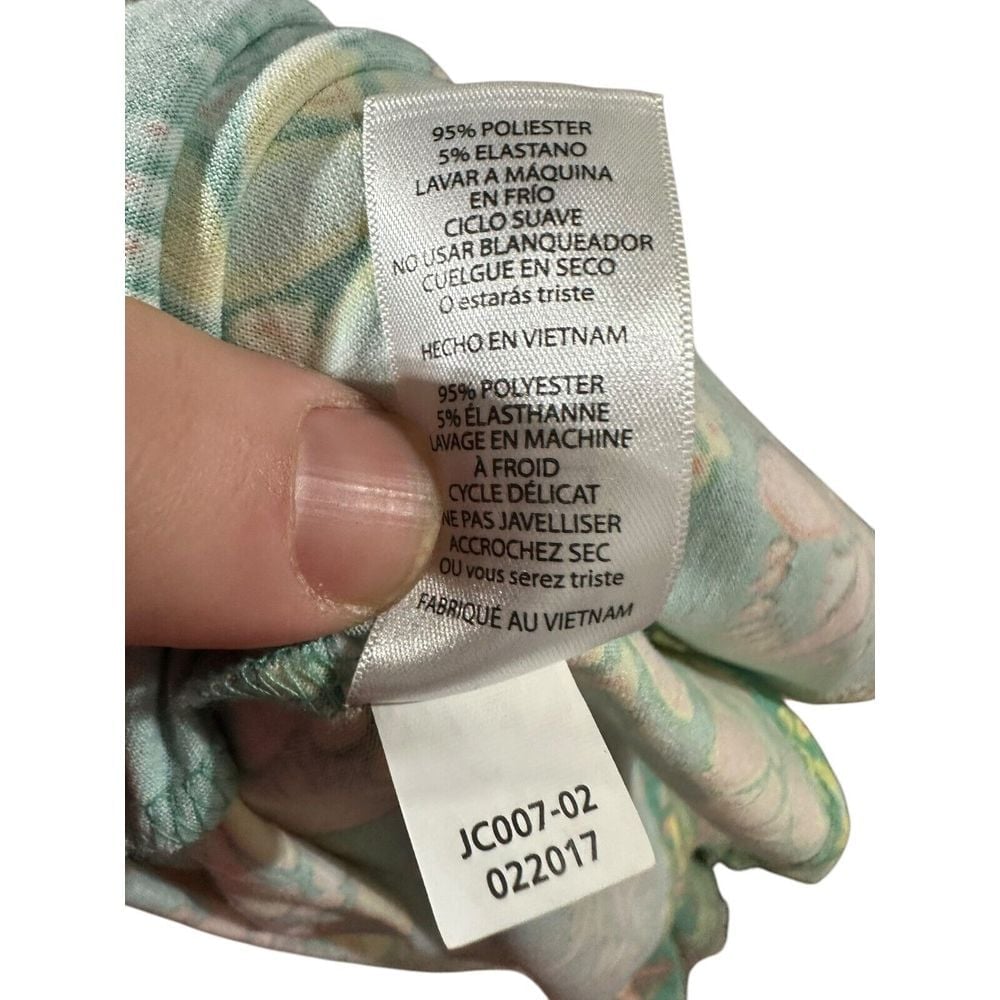 95% POLIESTER
5% ELASTANO
LAVAR A MÁQUINA
EN FRÍO
CICLO SUAVE
NO USAR BLANQUEADOR
CUELGUE EN SECO
O estarás triste
HECHO EN VIETNAM
95% POLYESTER
5% ÉLASTHANNE
LAVAGE EN MACHINE
À FROID
CYCLE DÉLICAT
NE PAS JAVELLISER
ACCROCHEZ SEC
OU vous serez triste
FABRIQUÉ AU VIETNAM
JC007-02
022017